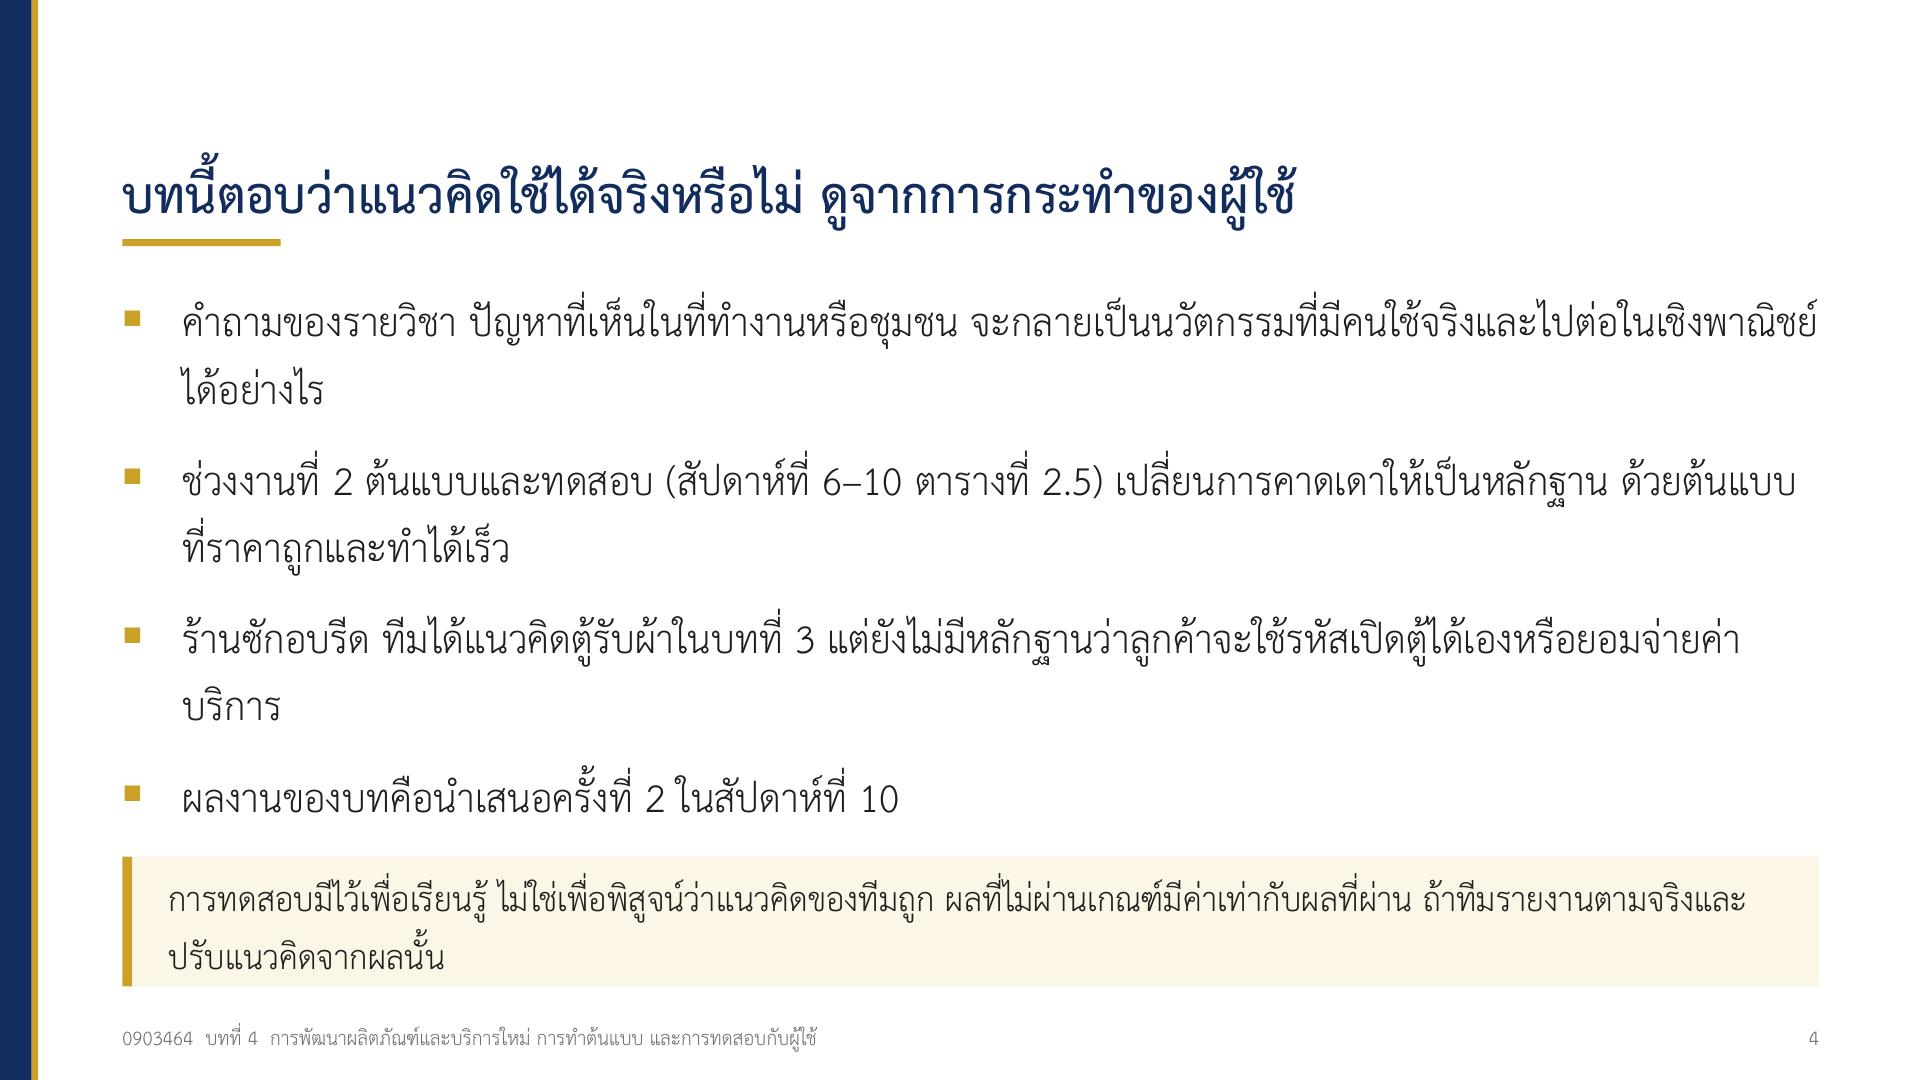 บทนี้ตอบว่าแนวคิดใช้ได้จริงหรือไม่ ดูจากการกระทำของผู้ใช้
คำถามของรายวิชา ปัญหาที่เห็นในที่ทำงานหรือชุมชน จะกลายเป็นนวัตกรรมที่มีคนใช้จริงและไปต่อในเชิงพาณิชย์
ได้อย่างไร
ช่วงงานที่ 2 ต้นแบบและทดสอบ (สัปดาห์ที่ 6–10 ตารางที่ 2.5) เปลี่ยนการคาดเดาให้เป็นหลักฐาน ด้วยต้นแบบ
ที่ราคาถูกและทำได้เร็ว
ร้านซักอบรีด ทีมได้แนวคิดตู้รับผ้าในบทที่ 3 แต่ยังไม่มีหลักฐานว่าลูกค้าจะใช้รหัสเปิดตู้ได้เองหรือยอมจ่ายค่า
บริการ
ผลงานของบทคือนำเสนอครั้งที่ 2 ในสัปดาห์ที่ 10
การทดสอบมีไว้เพื่อเรียนรู้ ไม่ใช่เพื่อพิสูจน์ว่าแนวคิดของทีมถูก ผลที่ไม่ผ่านเกณฑ์มีค่าเท่ากับผลที่ผ่าน ถ้าทีมรายงานตามจริงและ
ปรับแนวคิดจากผลนั้น
0903464 บทที่ 4 การพัฒนาผลิตภัณฑ์และบริการใหม่ การทำต้นแบบ และการทดสอบกับผู้ใช้
4